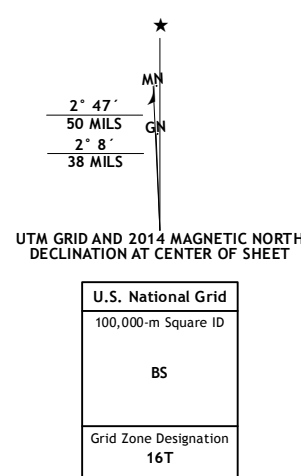 ★
MN
2° 47´
50 MILS
GN
2° 8´
38 MILS
UTM GRID AND 2014 MAGNETIC NORTH
DECLINATION AT CENTER OF SHEET
U.S. National Grid
100,000-m Square ID
BS
Grid Zone Designation
16T